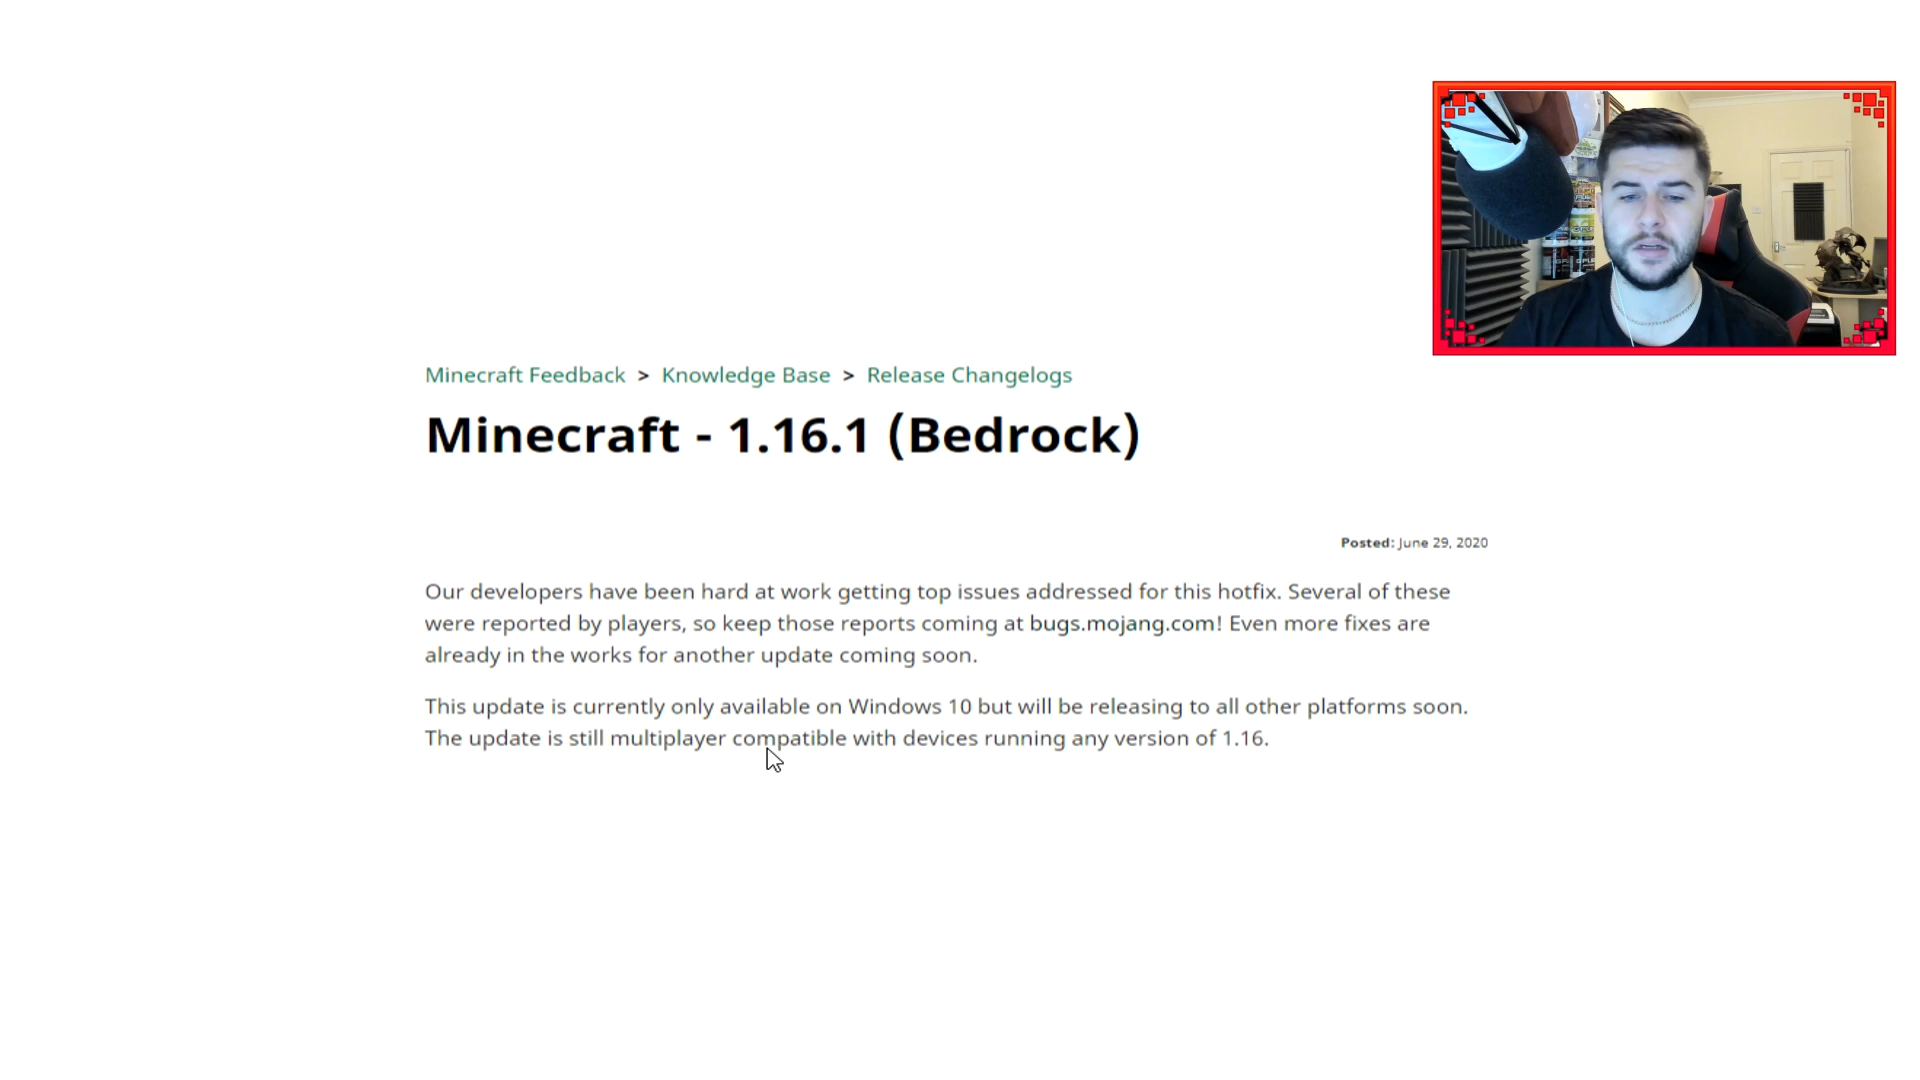 Minecraft Feedback > Knowledge Base > Release Changelogs
Minecraft - 1.16.1 (Bedrock)
Posted: June 29, 2020
Our developers have been hard at work getting top issues addressed for this hotfix. Several of these
were reported by players, so keep those reports coming at bugs.mojang.com! Even more fixes are
already in the works for another update coming soon.
This update is currently only available on Windows 10 but will be releasing to all other platforms soon.
The update is still multiplayer compatible with devices running any version of 1.16.